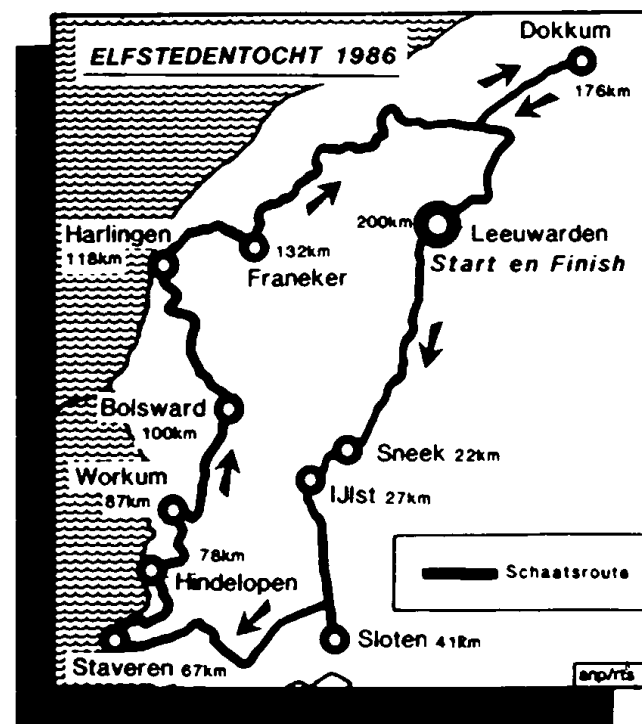 ELFSTEDENTOCHT 1986
Dokkum
176km
Harlingen
118km
132km
Franeker
200km
Leeuwarden
Start en Finish
Bolsward
100km
Sneek 22km
IJlst 27km
Workum
87km
78km
Hindelopen
Schaatsroute
Staveren 67km
Sloten 41km
anp/rts